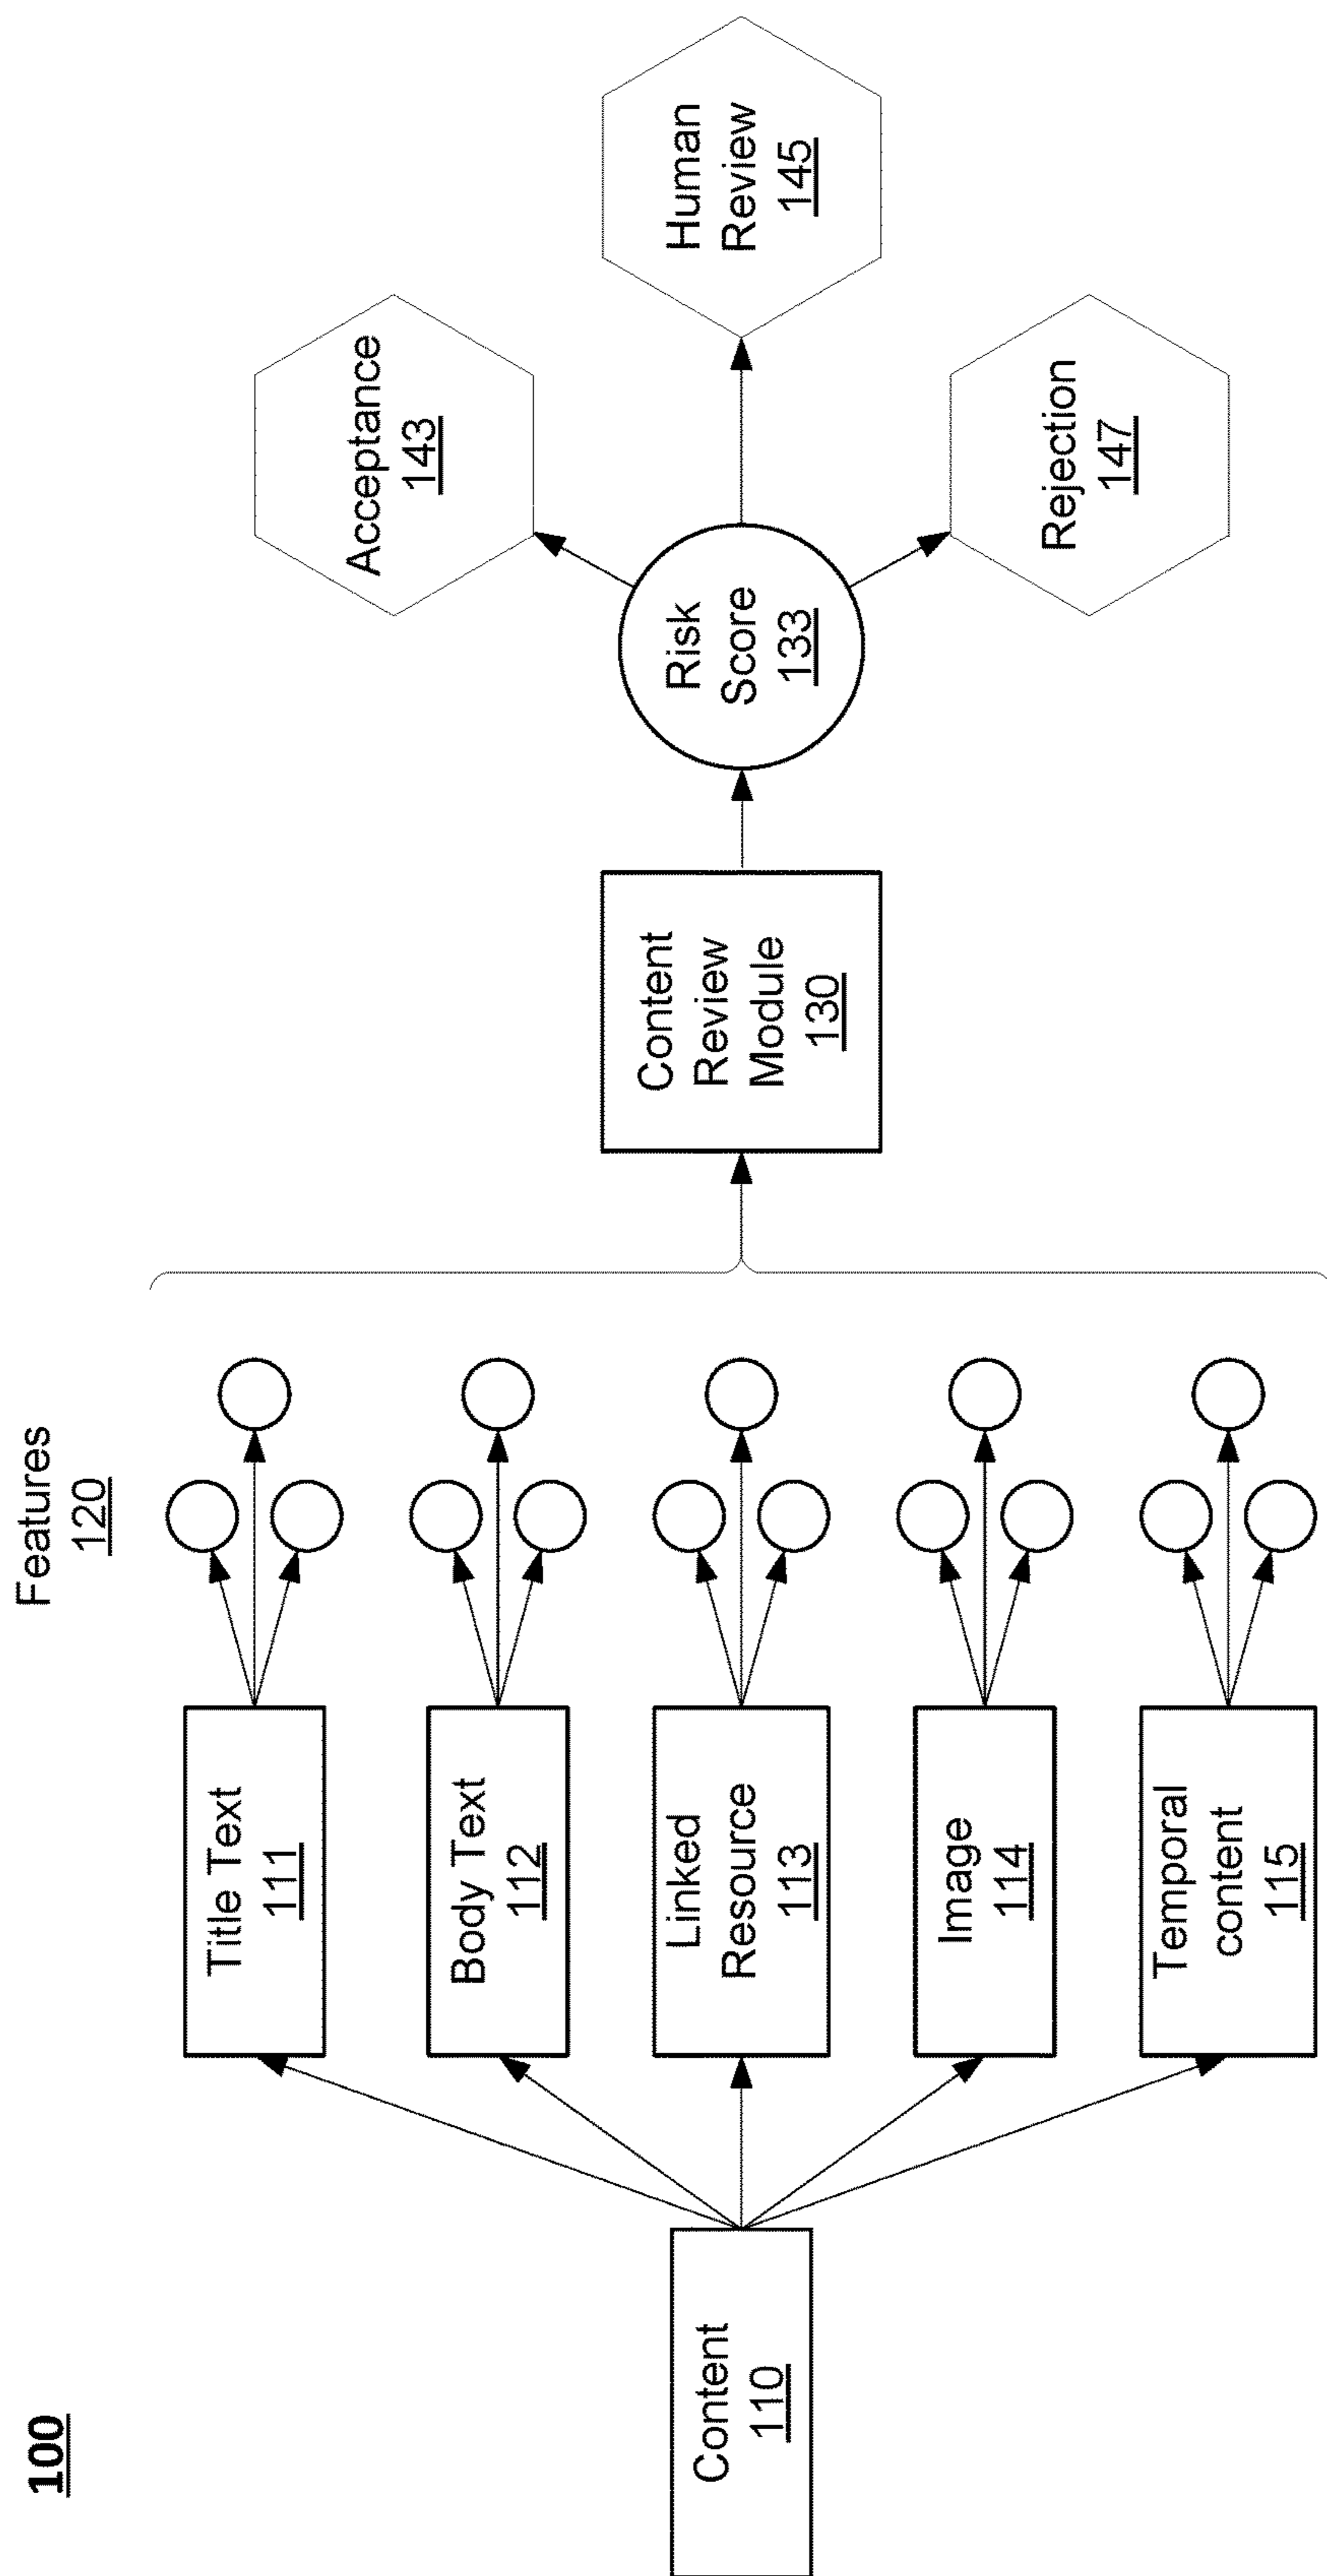 100
Features
120
Content
110
Title Text
111
Body Text
112
Linked
Resource
113
Image
114
Temporal
content
115
Content
Review
Module
130
Risk
Score
133
Acceptance
143
Human
Review
145
Rejection
147